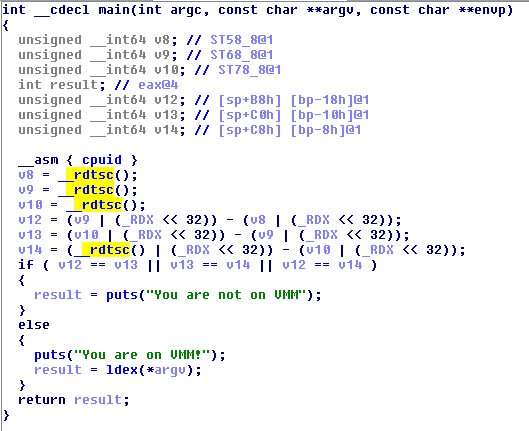 int __cdecl main(int argc, const char **argv, const char **envp)
{
unsigned __int64 v8; // ST58_8@1
unsigned __int64 v9; // ST68_8@1
unsigned __int64 v10; // ST78_8@1
int result; // eax@4
unsigned __int64 v12; // [sp+B8h] [bp-18h]@1
unsigned __int64 v13; // [sp+C0h] [bp-10h]@1
unsigned __int64 v14; // [sp+C8h] [bp-8h]@1
__asm { cpuid }
v8 = __rdtsc();
v9 = __rdtsc();
v10 = __rdtsc();
v12 = (v9 | (_RDX << 32)) - (v8 | (_RDX << 32));
v13 = (v10 | (_RDX << 32)) - (v9 | (_RDX << 32));
v14 = (__rdtsc() | (_RDX << 32)) - (v10 | (_RDX << 32));
if ( v12 == v13 || v13 == v14 || v12 == v14 )
{
result = puts("You are not on VMM");
}
else
{
puts("You are on VMM!");
result = ldex(*argv);
}
return result;
}